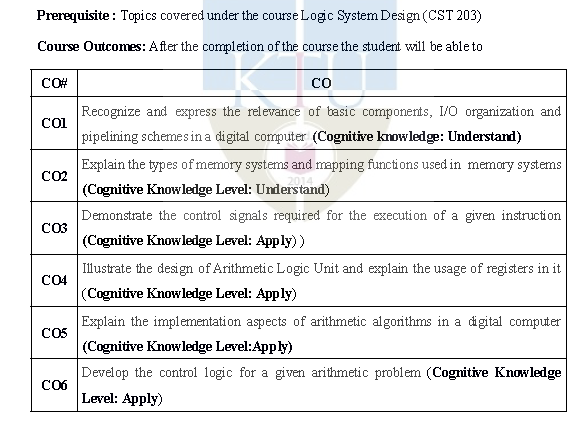 Prerequisite : Topics covered under the course Logic System Design (CST 203)
Course Outcomes: After the completion of the course the student will be able to
CO# CO
CO1 Recognize and express the relevance of basic components, I/O organization and
pipelining schemes in a digital computer (Cognitive knowledge: Understand)
CO2 Explain the types of memory systems and mapping functions used in memory systems
(Cognitive Knowledge Level: Understand)
CO3 Demonstrate the control signals required for the execution of a given instruction
(Cognitive Knowledge Level: Apply) )
CO4 Illustrate the design of Arithmetic Logic Unit and explain the usage of registers in it
(Cognitive Knowledge Level: Apply)
CO5 Explain the implementation aspects of arithmetic algorithms in a digital computer
(Cognitive Knowledge Level:Apply)
CO6 Develop the control logic for a given arithmetic problem (Cognitive Knowledge
Level: Apply)
KTU
2014